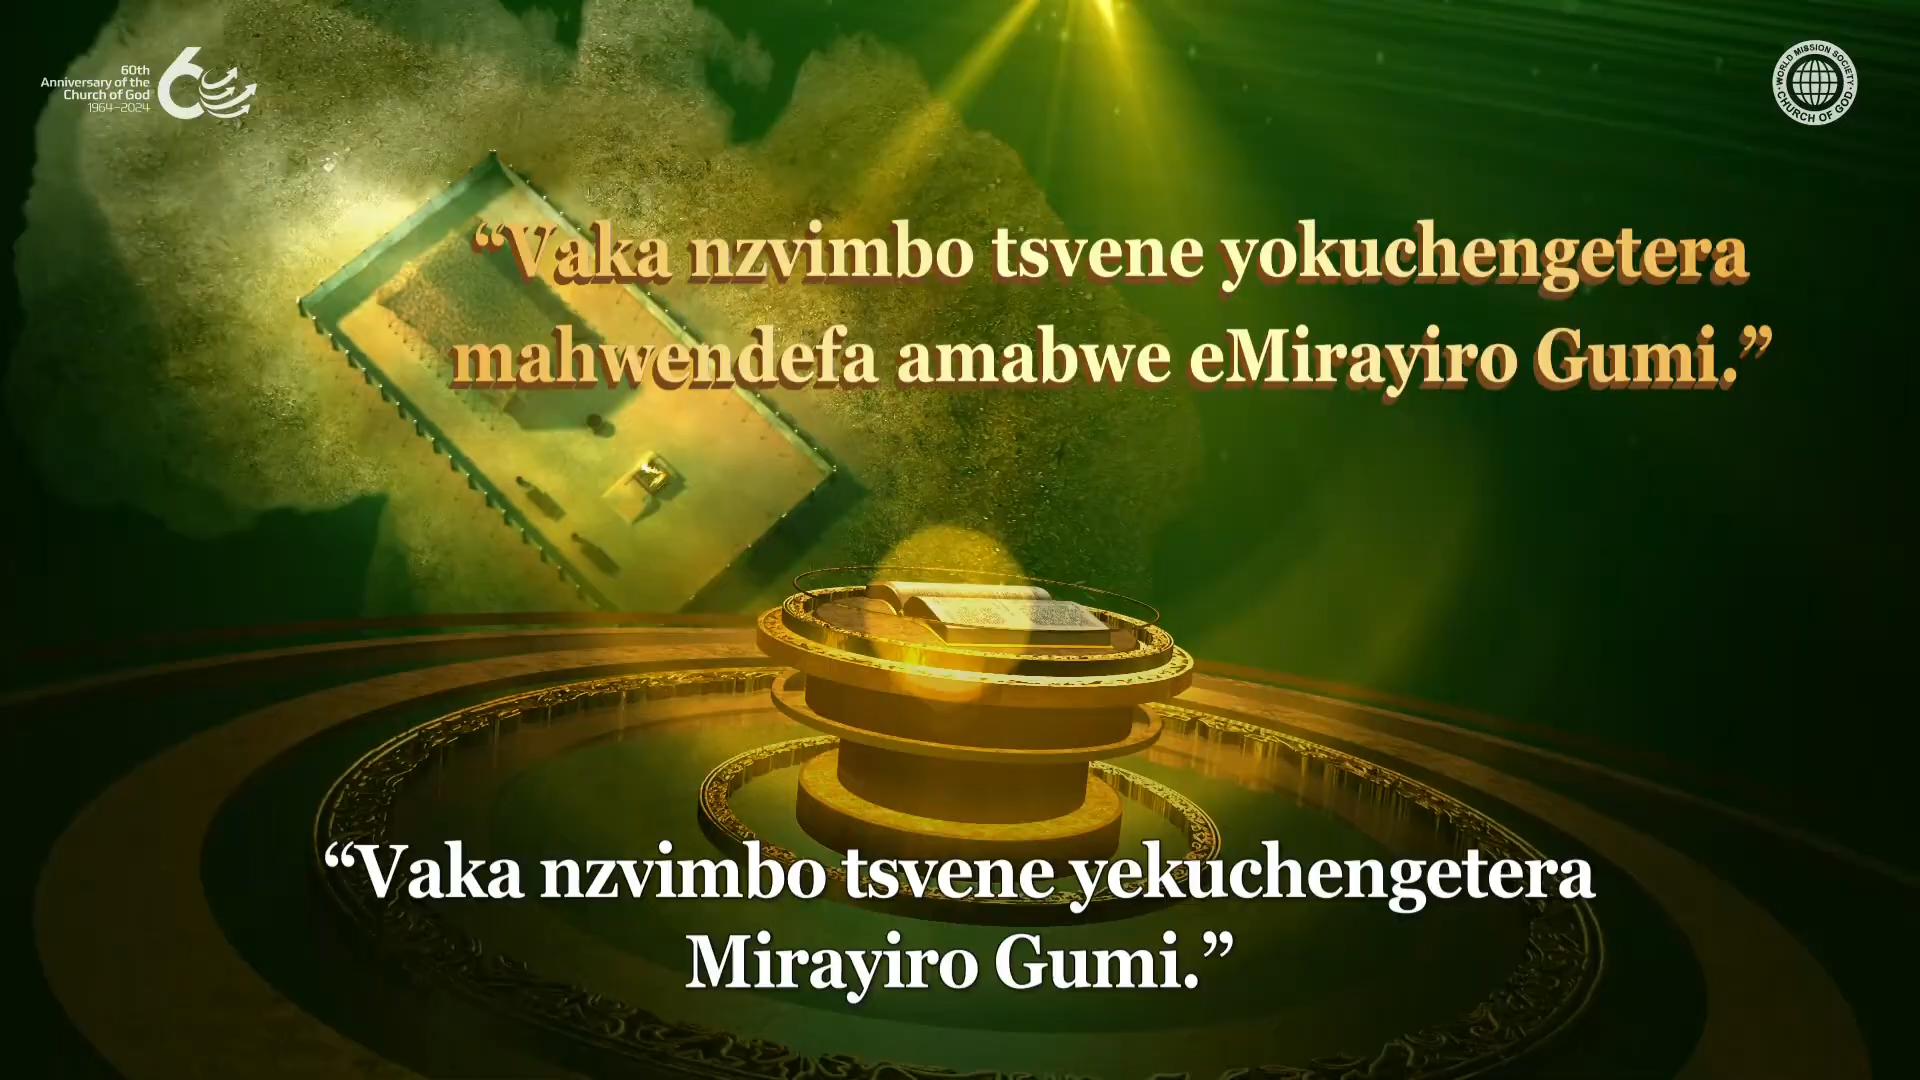 60th
Anniversary of the
Church of God
1964–2024
WORLD MISSION SOCIETY
CHURCH OF GOD
“Vaka nzvimbo tsvene yokuchengetera
mahwendefa amabwe eMirayiro Gumi.”
“Vaka nzvimbo tsvene yekuchengetera
Mirayiro Gumi.”